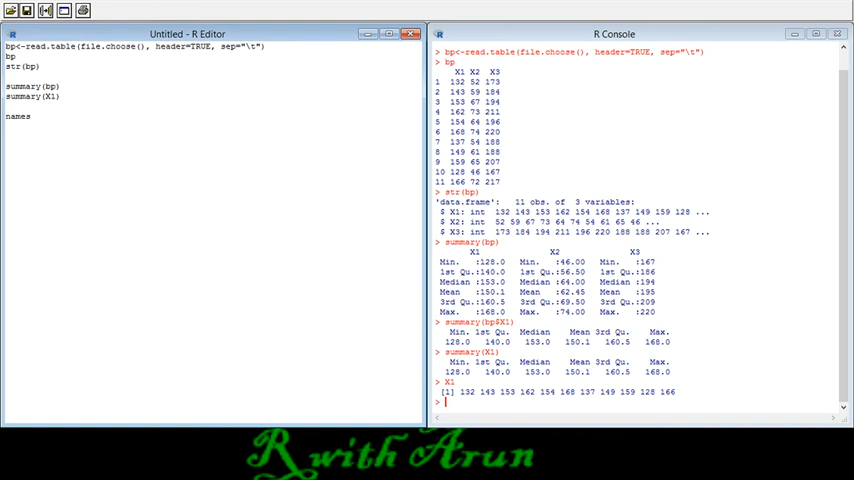 Untitled - R Editor
bp<-read.table(file.choose(), header=TRUE, sep="\t")
bp
str(bp)
summary(bp)
summary(X1)
names
R Console
> bp<-read.table(file.choose(), header=TRUE, sep="\t")
> bp
X1 X2 X3
1 132 52 173
2 143 59 184
3 153 67 194
4 162 73 211
5 154 64 196
6 168 74 220
7 137 54 188
8 149 61 188
9 159 65 207
10 128 46 167
11 166 72 217
> str(bp)
'data.frame': 11 obs. of 3 variables:
$ X1: int 132 143 153 162 154 168 137 149 159 128 ...
$ X2: int 52 59 67 73 64 74 54 61 65 46 ...
$ X3: int 173 184 194 211 196 220 188 188 207 167 ...
> summary(bp)
X1 X2 X3
Min. :128.0 Min. :46.00 Min. :167
1st Qu.:140.0 1st Qu.:56.50 1st Qu.:186
Median :153.0 Median :64.00 Median :194
Mean :150.1 Mean :62.45 Mean :195
3rd Qu.:160.5 3rd Qu.:69.50 3rd Qu.:209
Max. :168.0 Max. :74.00 Max. :220
> summary(bp$X1)
Min. 1st Qu. Median Mean 3rd Qu. Max.
128.0 140.0 153.0 150.1 160.5 168.0
> summary(X1)
Min. 1st Qu. Median Mean 3rd Qu. Max.
128.0 140.0 153.0 150.1 160.5 168.0
> X1
[1] 132 143 153 162 154 168 137 149 159 128 166
>
R with Arun